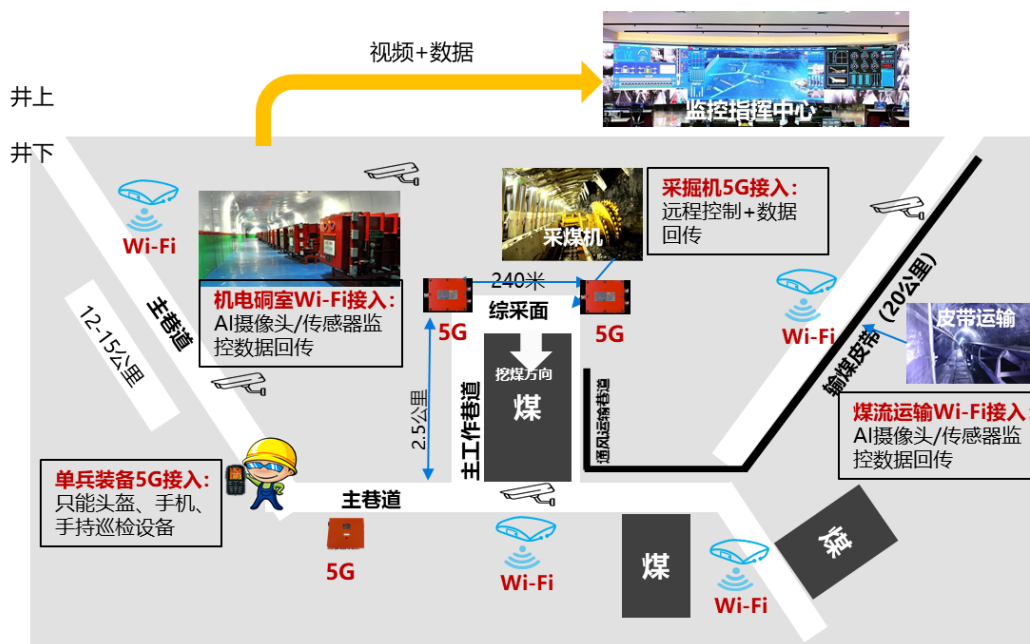 视频+数据
监控指挥中心
井上
井下
Wi-Fi
机电硐室Wi-Fi接入：
AI摄像头/传感器监
控数据回传
采煤机
采掘机5G接入：
远程控制+数据
回传
240米
5G
综采面
5G
Wi-Fi
主巷道
12-15公里
2.5公里
主工作巷道
挖煤方向
煤
通风运输巷道
输煤皮带（20公里）
皮带运输
煤流运输Wi-Fi接入：
AI摄像头/传感器监
控数据回传
单兵装备5G接入：
只能头盔、手机、
手持巡检设备
主巷道
5G
Wi-Fi
煤
Wi-Fi
煤